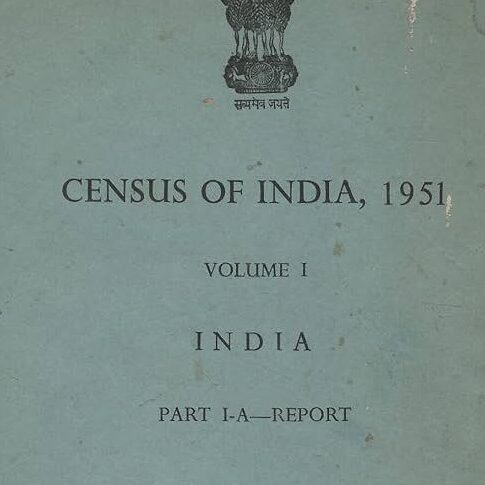 सत्यमेव जयते
CENSUS OF INDIA, 1951
VOLUME I
INDIA
PART I-A—REPORT